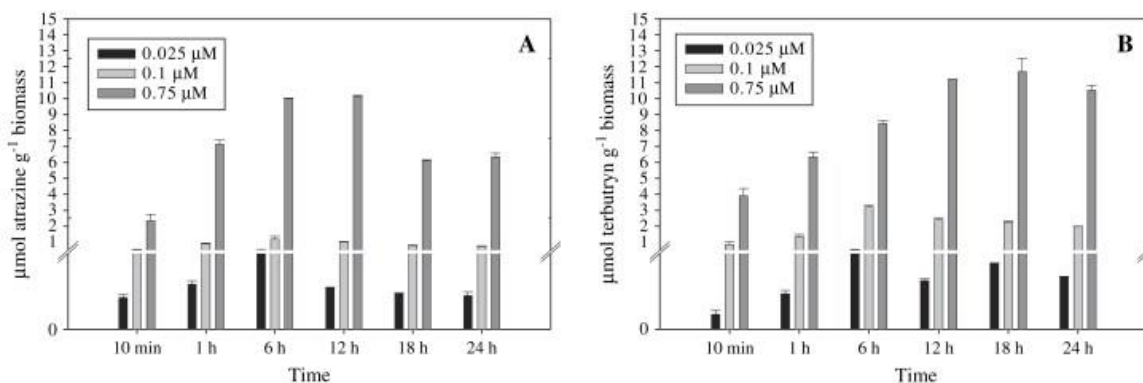 A
0.025 μM
0.1 μM
0.75 μM
μmol atrazine g⁻¹ biomass
15
14
13
12
11
10
9
8
7
6
5
4
3
2
1
0
10 min 1 h 6 h 12 h 18 h 24 h
Time
B
0.025 μM
0.1 μM
0.75 μM
μmol terbutryn g⁻¹ biomass
15
14
13
12
11
10
9
8
7
6
5
4
3
2
1
0
10 min 1 h 6 h 12 h 18 h 24 h
Time